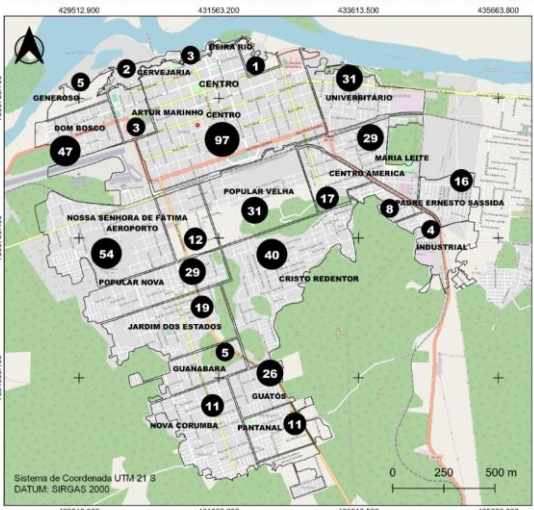 429512.900 431563.200 433613.500 435663.800
BEIRA RIO
3
1
2
CERVEJARIA
5
CENTRO
31
GENEROSO
UNIVERSITÁRIO
ARTUR MARINHO
CENTRO
3
DOM BOSCO
97
29
47
MARIA LEITE
CENTRO AMERICA
16
POPULAR VELHA
17
PADRE ERNESTO SASSIDA
31
8
NOSSA SENHORA DE FÁTIMA
AEROPORTO
4
12
INDUSTRIAL
54
40
29
POPULAR NOVA
CRISTO REDENTOR
19
JARDIM DOS ESTADOS
5
GUANABARA
26
GUATÓS
11
NOVA CORUMBA
PANTANAL
11
Sistema de Coordenada UTM 21 S
DATUM: SIRGAS 2000
0 250 500 m